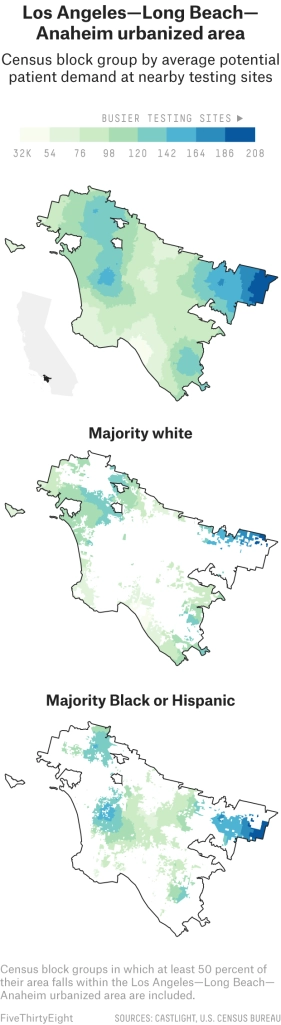 Los Angeles—Long Beach—
Anaheim urbanized area
Census block group by average potential
patient demand at nearby testing sites
BUSIER TESTING SITES ▶
32K 54 76 98 120 142 164 186 208
Majority white
Majority Black or Hispanic
Census block groups in which at least 50 percent of
their area falls within the Los Angeles—Long Beach—
Anaheim urbanized area are included.
FiveThirtyEight SOURCES: CASTLIGHT, U.S. CENSUS BUREAU